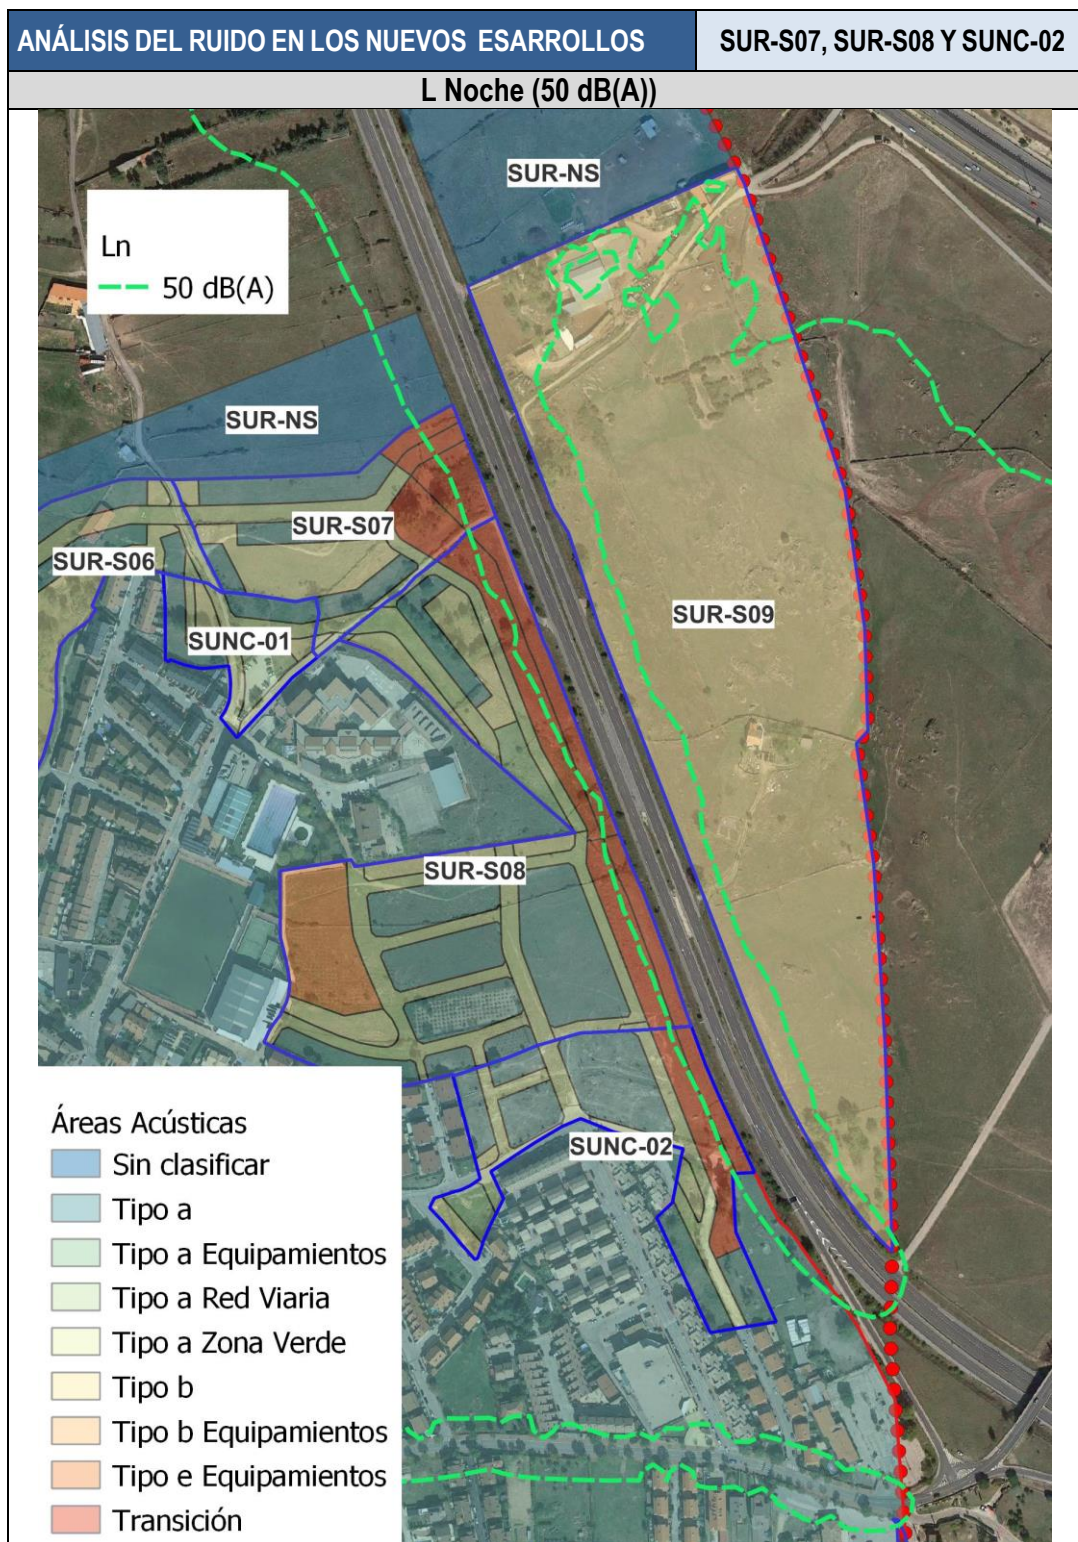 ANÁLISIS DEL RUIDO EN LOS NUEVOS ESARROLLOS
SUR-S07, SUR-S08 Y SUNC-02
L Noche (50 dB(A))
SUR-NS
Ln
50 dB(A)
SUR-NS
SUR-S07
SUR-S06
SUR-S09
SUNC-01
SUR-S08
SUNC-02
Áreas Acústicas
Sin clasificar
Tipo a
Tipo a Equipamientos
Tipo a Red Viaria
Tipo a Zona Verde
Tipo b
Tipo b Equipamientos
Tipo e Equipamientos
Transición